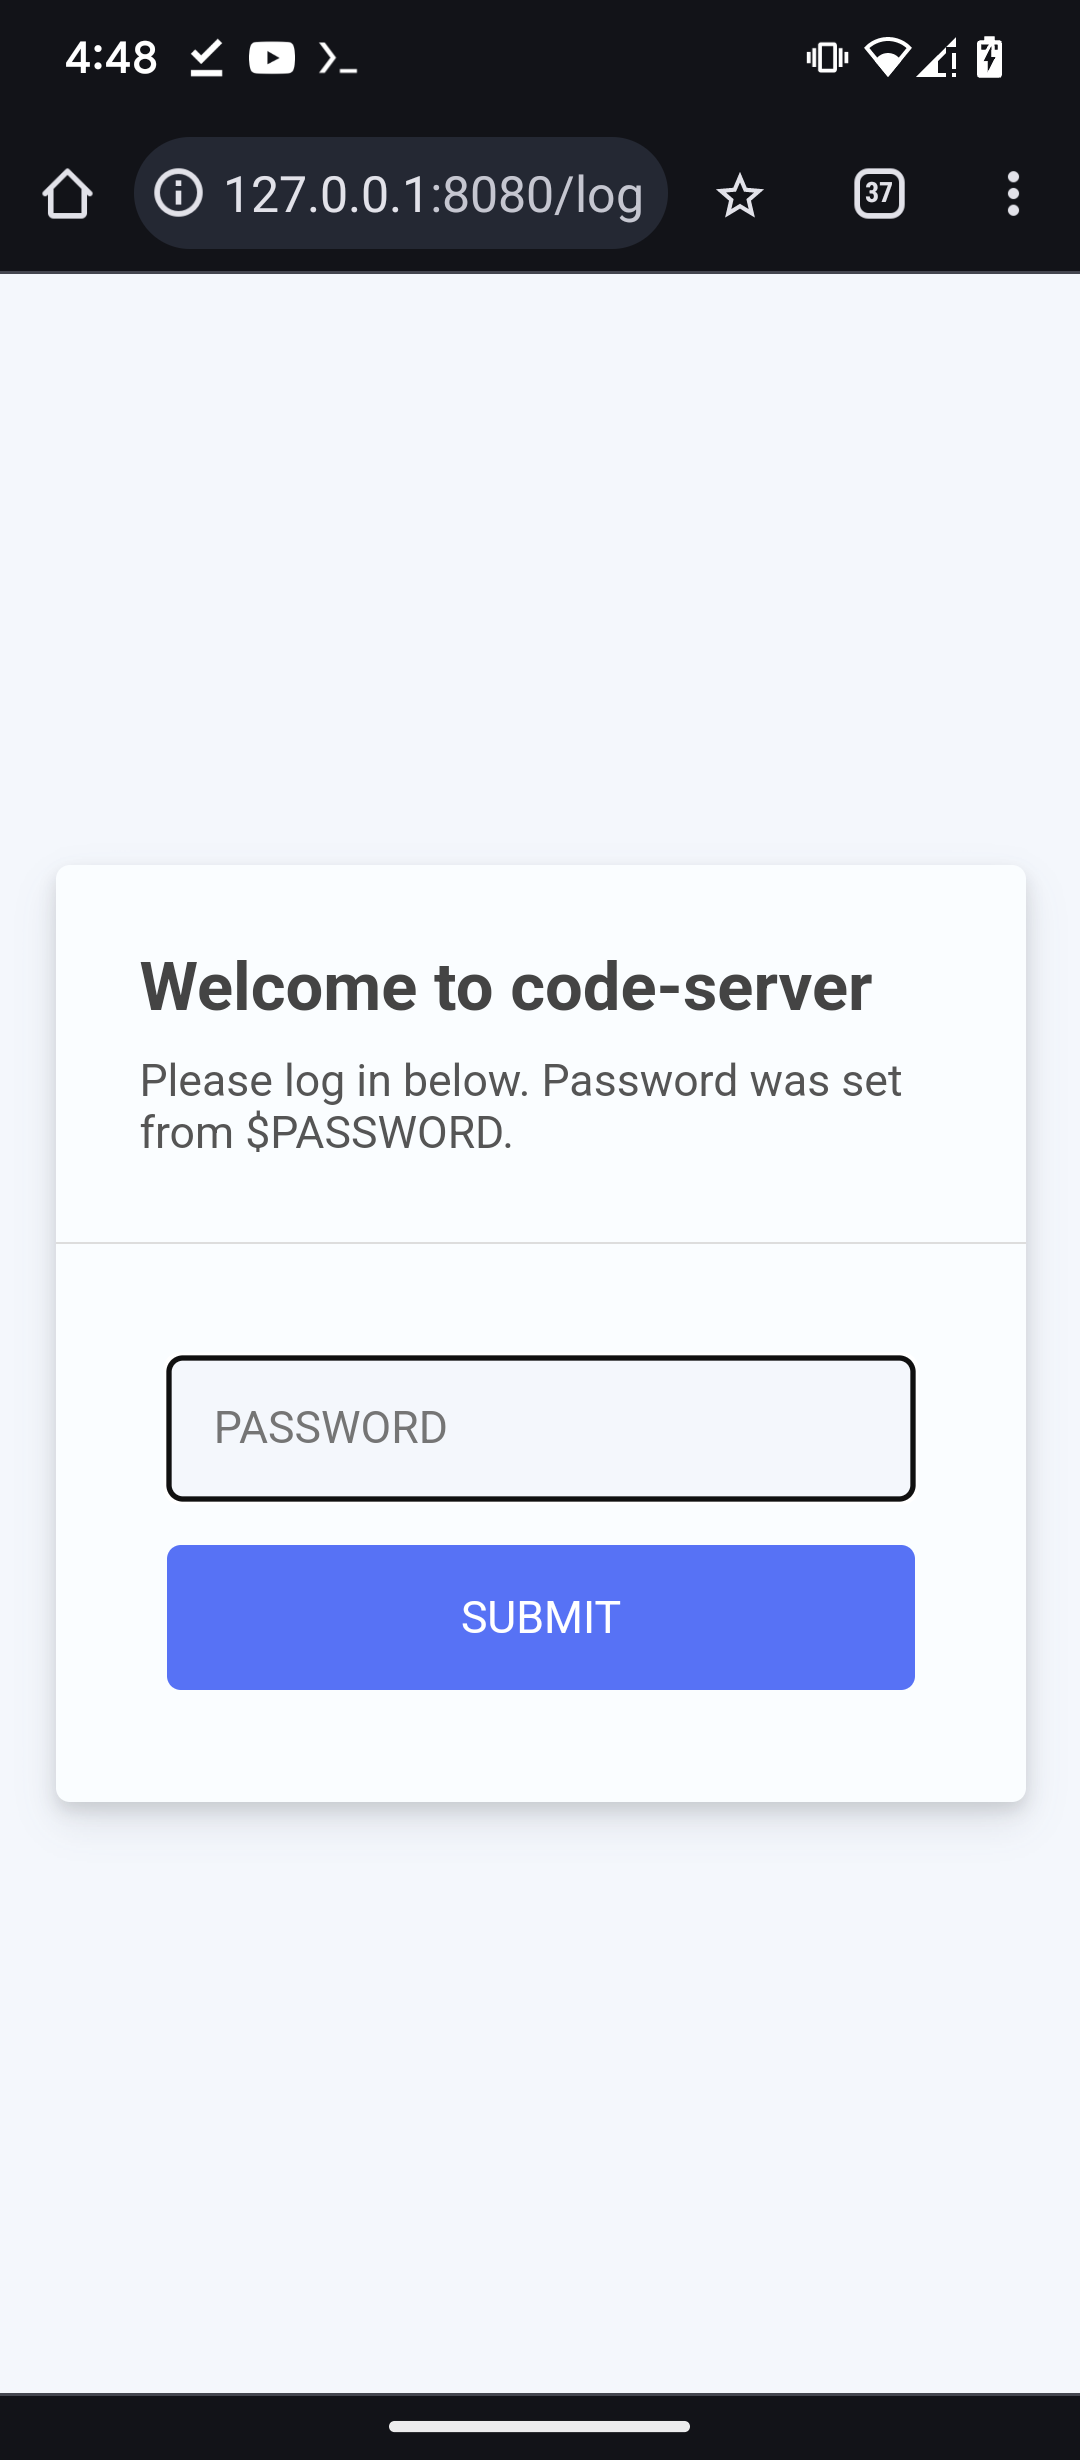 4:48
127.0.0.1:8080/log
37
Welcome to code-server
Please log in below. Password was set
from $PASSWORD.
PASSWORD
SUBMIT